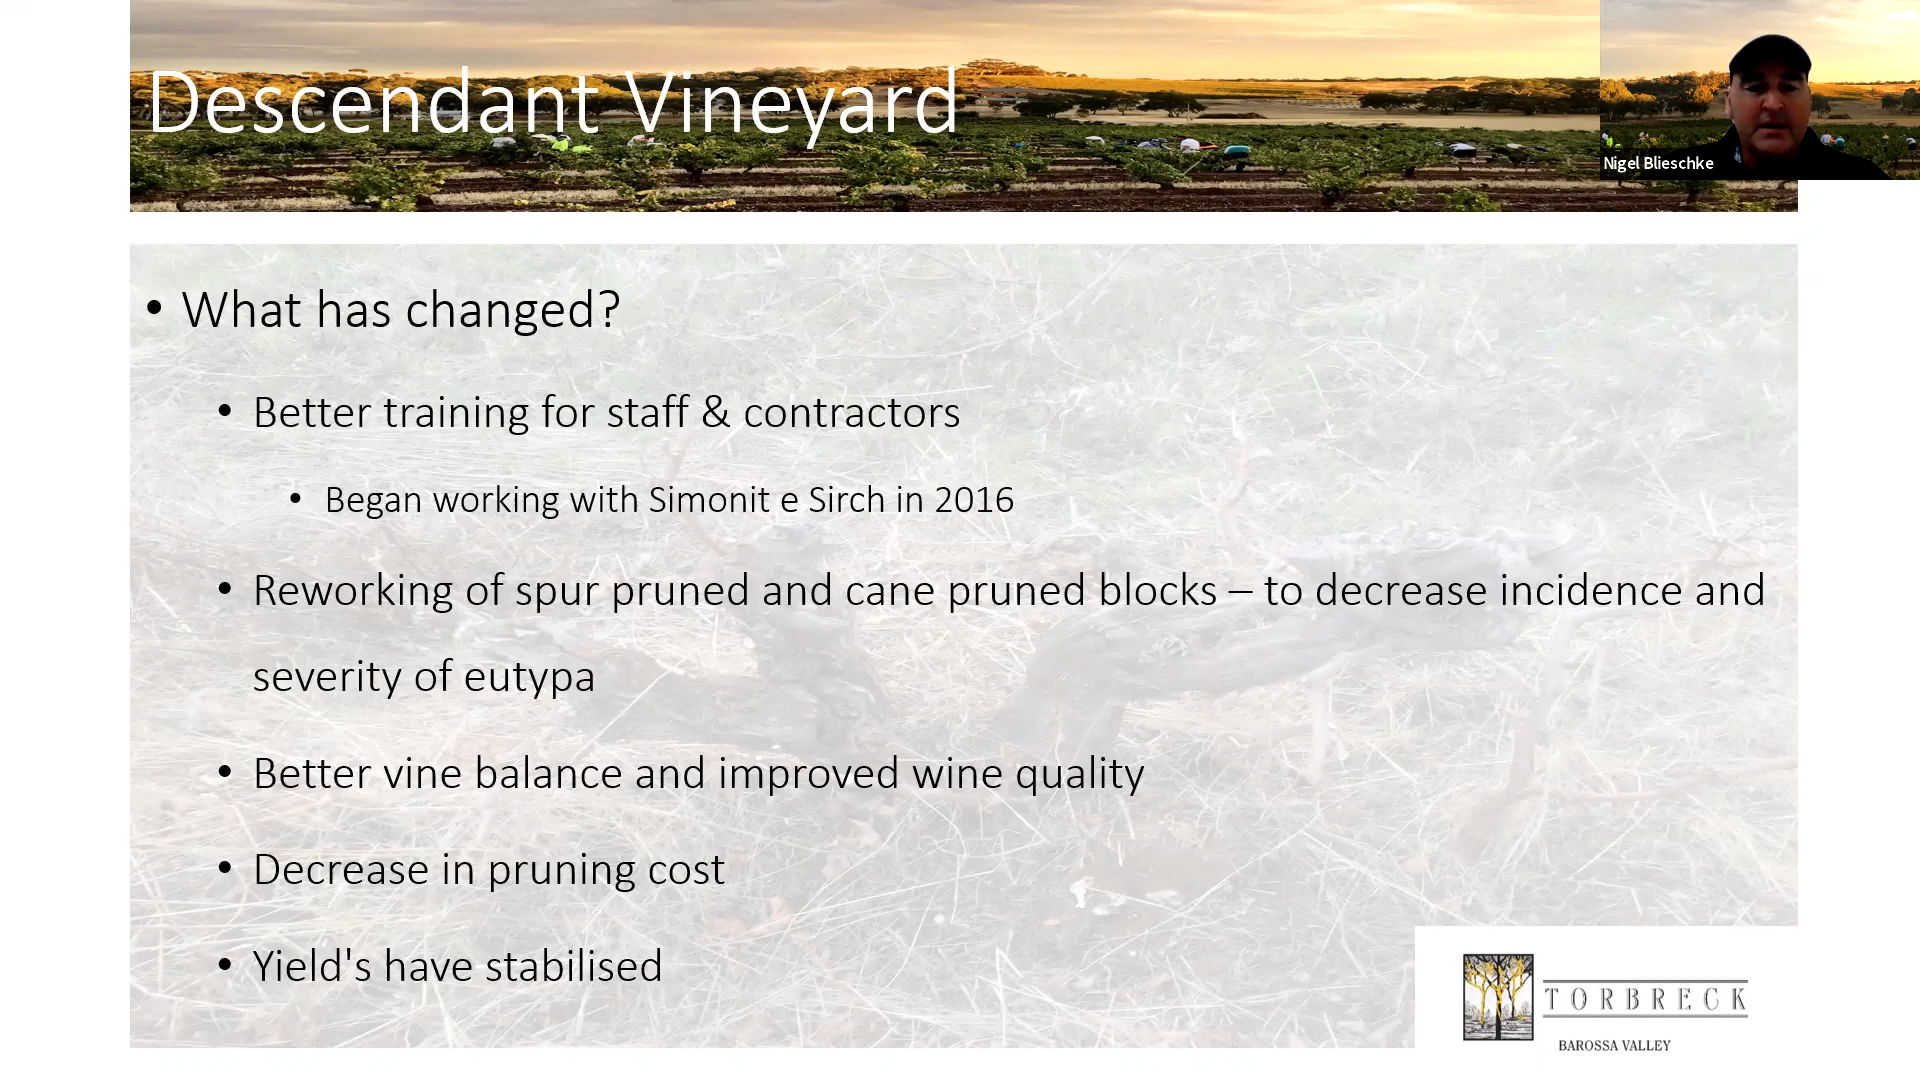 Descendant Vineyard
Nigel Blieschke
• What has changed?
• Better training for staff & contractors
• Began working with Simonit e Sirch in 2016
• Reworking of spur pruned and cane pruned blocks – to decrease incidence and
severity of eutypa
• Better vine balance and improved wine quality
• Decrease in pruning cost
• Yield's have stabilised
TORBRECK
BAROSSA VALLEY